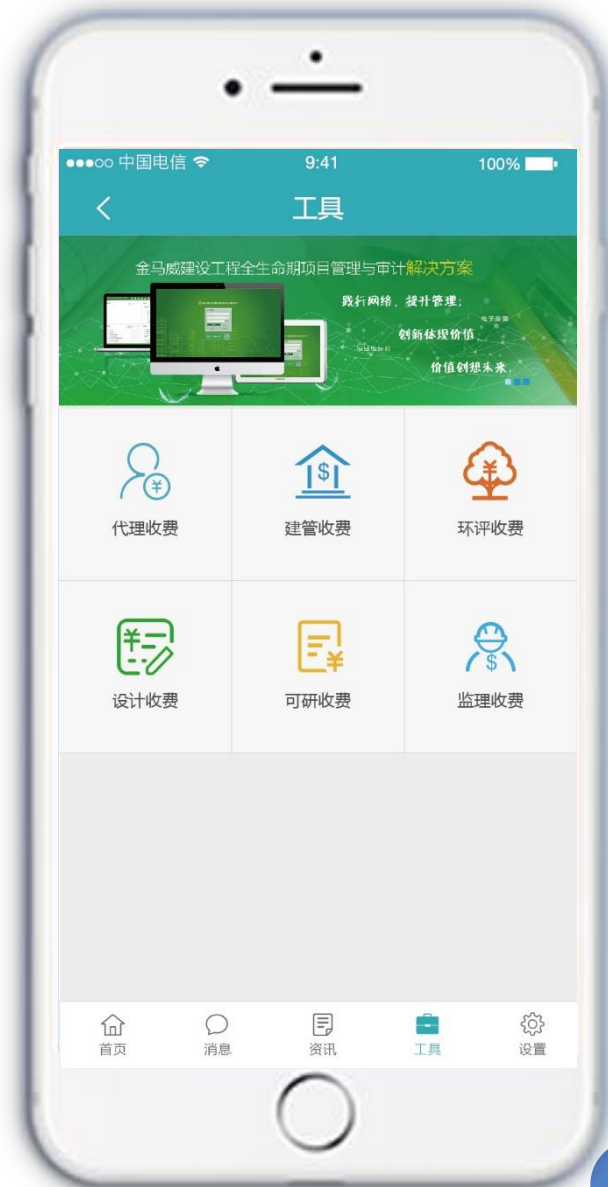 中国电信 9:41 100%
工具
金马威建设工程全生命期项目管理与审计解决方案
践行网络，提升管理；
创新体现价值，
价值创想未来。
代理收费 建管收费 环评收费
设计收费 可研收费 监理收费
首页 消息 资讯 工具 设置